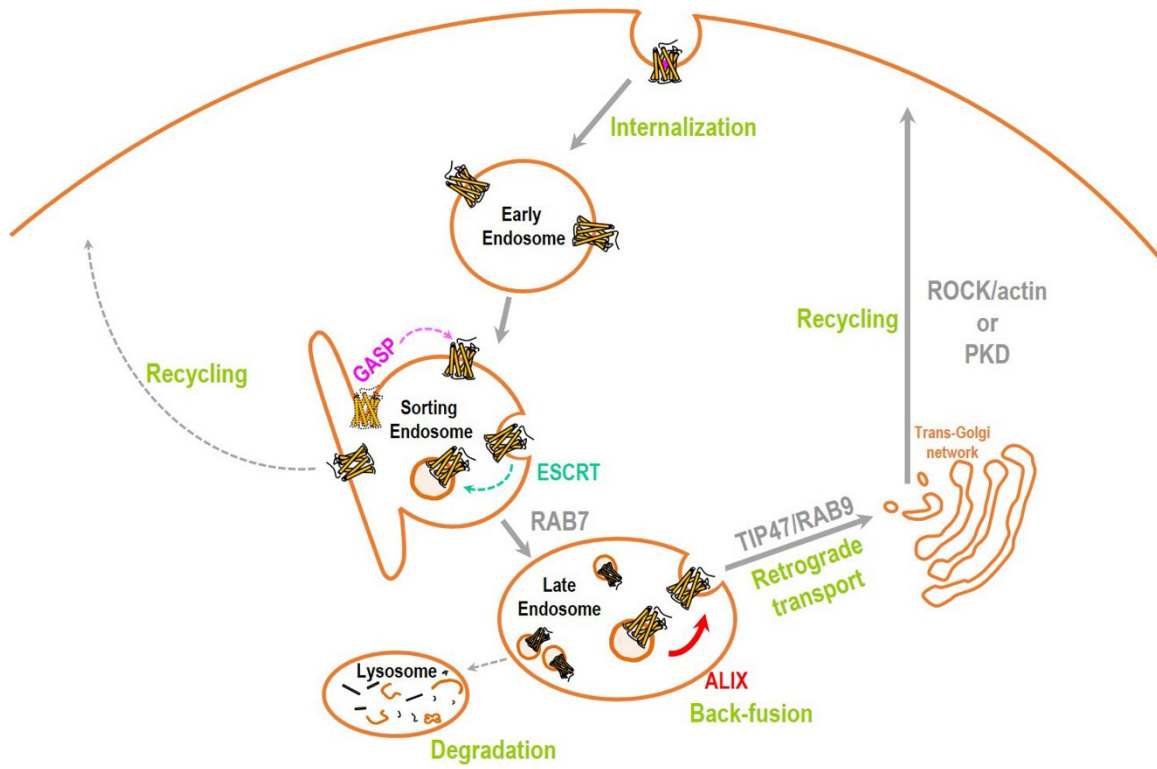 Internalization
Early
Endosome
GASP
Recycling
Sorting
Endosome
ESCRT
RAB7
Late
Endosome
ALIX
Back-fusion
Lysosome
Degradation
TIP47/RAB9
Retrograde
transport
Trans-Golgi
network
Recycling
ROCK/actin
or
PKD